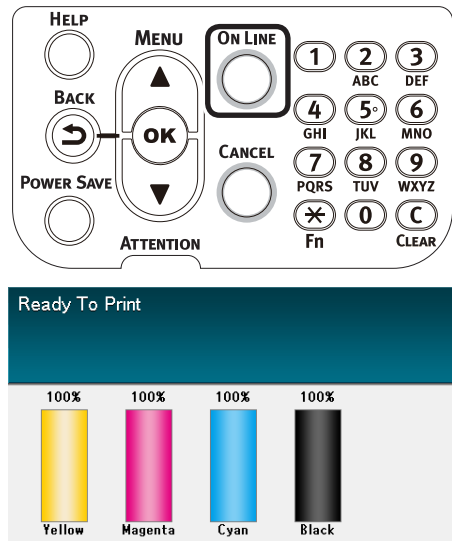 HELP
MENU
ON LINE
1 2 3
ABC DEF
BACK
OK
4 5 6
GHI JKL MNO
CANCEL
7 8 9
PQRS TUV WXYZ
POWER SAVE
0 C
Fn CLEAR
ATTENTION
Ready To Print
100% 100% 100% 100%
Yellow Magenta Cyan Black